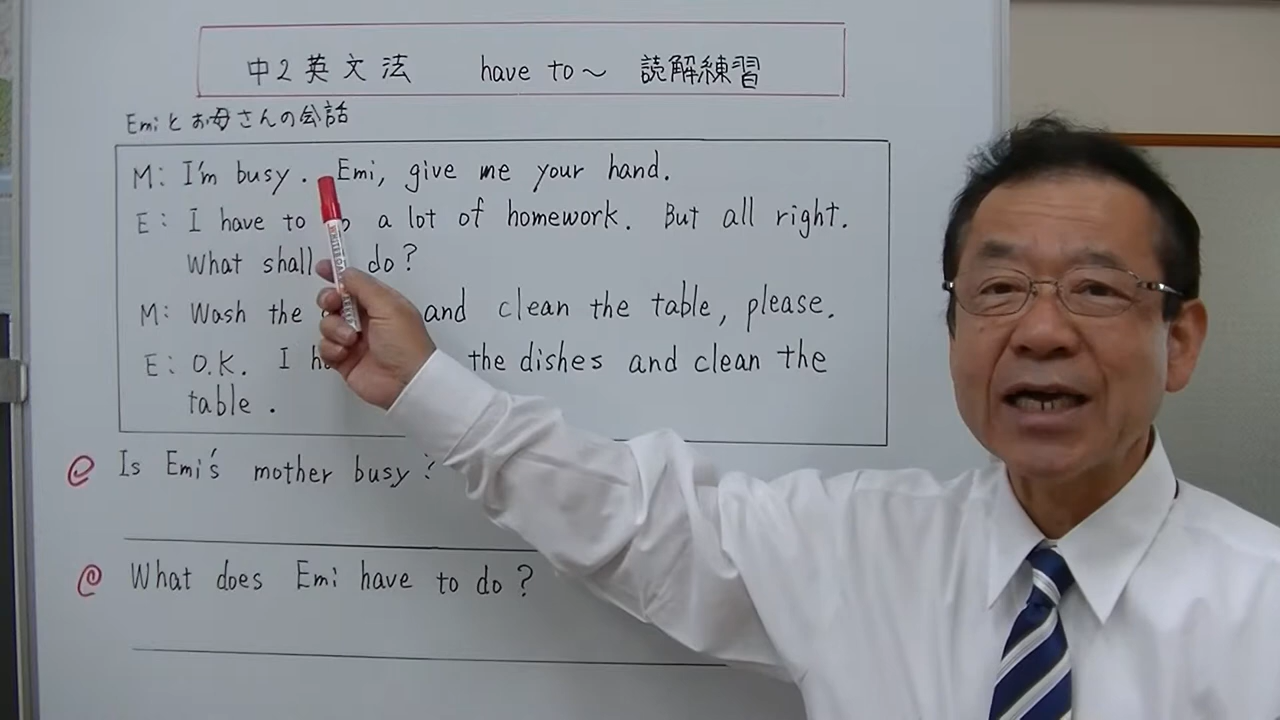 中2英文法 have to～ 読解練習
Emiとお母さんの会話
M: I'm busy. Emi, give me your hand.
E: I have to a lot of homework. But all right.
What shall do?
M: Wash the and clean the table, please.
E: O.K. I the dishes and clean the
table.
Is Emi's mother busy?
What does Emi have to do?